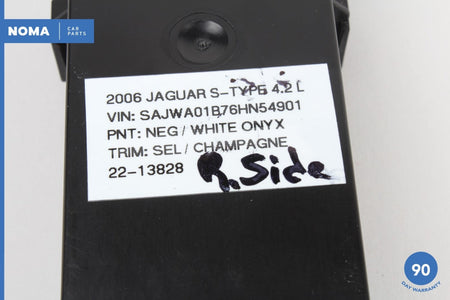 NOMA CAR PARTS
2006 JAGUAR S-TYPE 4.2 L
VIN: SAJWA01B76HN54901
PNT: NEG / WHITE ONYX
TRIM: SEL / CHAMPAGNE
22-13828
R. Side
90
DAY WARRANTY